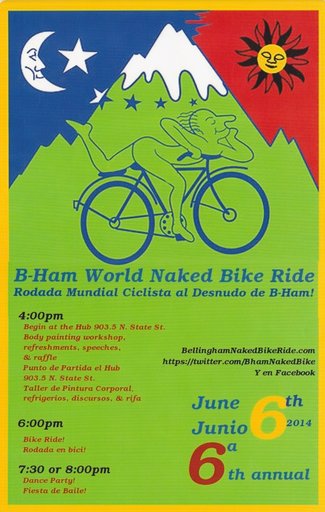 B-Ham World Naked Bike Ride
Rodada Mundial Ciclista al Desnudo de B-Ham!
4:00pm
Begin at the Hub 903.5 N. State St.
Body painting workshop,
refreshments, speeches,
& raffle
Punto de Partida el Hub
903.5 N. State St.
Taller de Pintura Corporal,
refrigerios, discursos, & rifa
6:00pm
Bike Ride!
Rodada en bici!
7:30 or 8:00pm
Dance Party!
Fiesta de Baile!
BellinghamNakedBikeRide.com
https://twitter.com/BhamNakedBike
Y en Facebook
June 6th
Junio 2014
6a
th annual